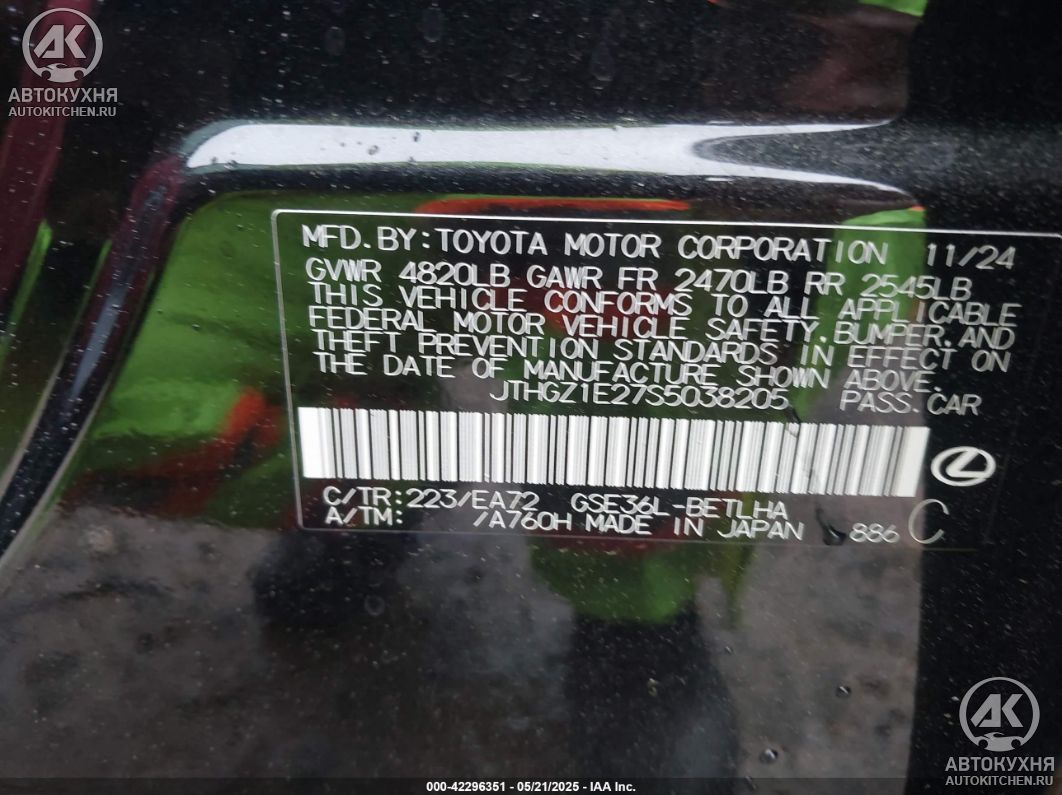 АК
АВТОКУХНЯ
AUTOKITCHEN.RU
MFD.BY:TOYOTA MOTOR CORPORATION 11/24
GVWR 4820LB GAWR FR 2470LB RR 2545LB
THIS VEHICLE CONFORMS TO ALL APPLICABLE
FEDERAL MOTOR VEHICLE SAFETY,BUMPER,AND
THEFT PREVENTION STANDARDS IN EFFECT ON
THE DATE OF MANUFACTURE SHOWN ABOVE.
JTHGZ1E27S5038205 PASS.CAR
C/TR:223/EA72 GSE36L-BETLHA
A/TM: /A760H MADE IN JAPAN 886 C
АК
АВТОКУХНЯ
AUTOKITCHEN.RU
000-42296351 - 05/21/2025 - IAA Inc.